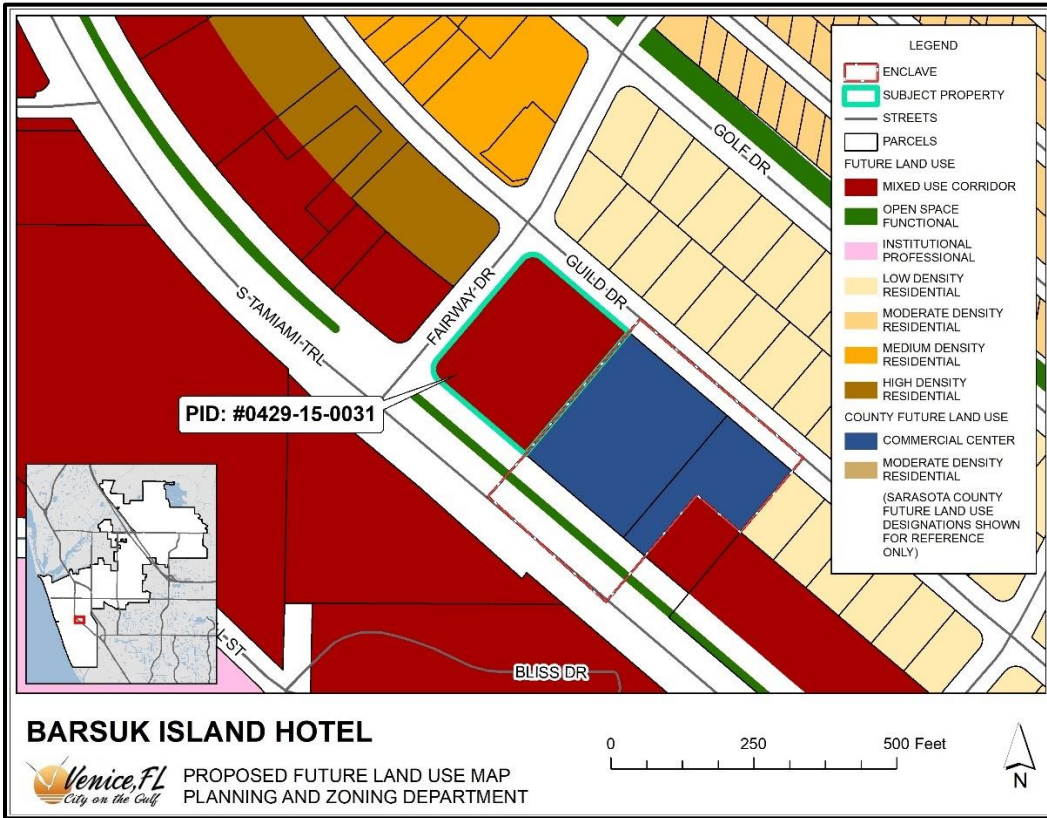 GOLF DR
GUILD DR
FAIRWAY DR
S TAMIAMI TRL
PID: #0429-15-0031
BLISS DR
LEGEND
ENCLAVE
SUBJECT PROPERTY
STREETS
PARCELS
FUTURE LAND USE
MIXED USE CORRIDOR
OPEN SPACE
FUNCTIONAL
INSTITUTIONAL
PROFESSIONAL
LOW DENSITY
RESIDENTIAL
MODERATE DENSITY
RESIDENTIAL
MEDIUM DENSITY
RESIDENTIAL
HIGH DENSITY
RESIDENTIAL
COUNTY FUTURE LAND USE
COMMERCIAL CENTER
MODERATE DENSITY
RESIDENTIAL
(SARASOTA COUNTY
FUTURE LAND USE
DESIGNATIONS SHOWN
FOR REFERENCE
ONLY)
BARSUK ISLAND HOTEL
Venice, FL
City on the Gulf
PROPOSED FUTURE LAND USE MAP
PLANNING AND ZONING DEPARTMENT
0 250 500 Feet
N